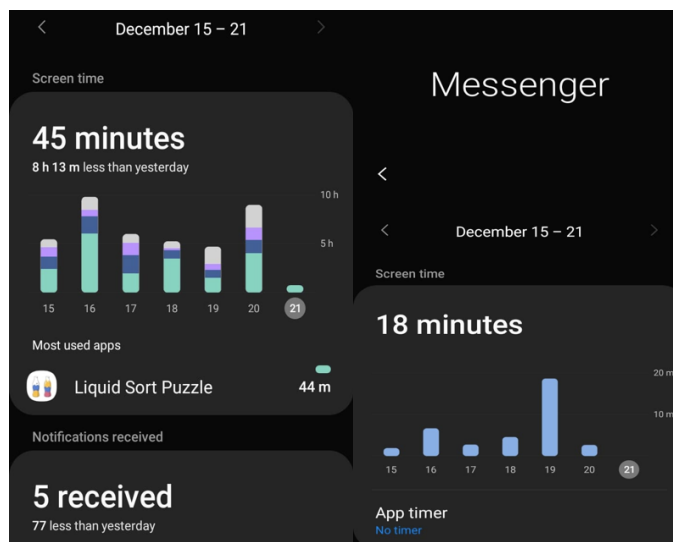 December 15 – 21
Screen time
45 minutes
8 h 13 m less than yesterday
10 h
5 h
15 16 17 18 19 20 21
Most used apps
Liquid Sort Puzzle 44 m
Notifications received
5 received
77 less than yesterday
Messenger
December 15 – 21
Screen time
18 minutes
20 m
10 m
15 16 17 18 19 20 21
App timer
No timer